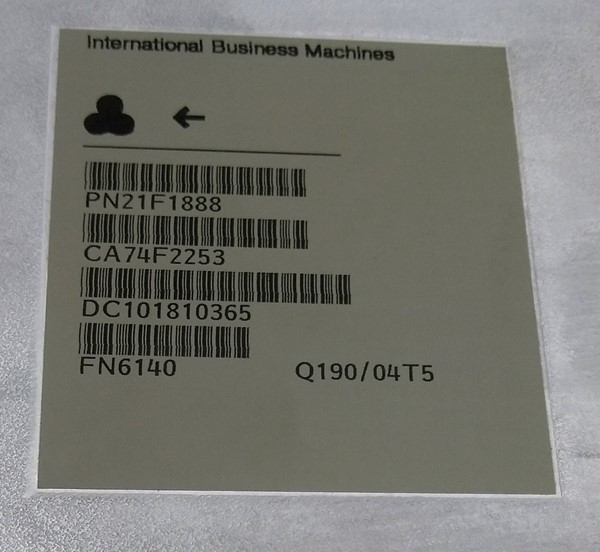 International Business Machines
PN21F1888
CA74F2253
DC101810365
FN6140 Q190/04T5